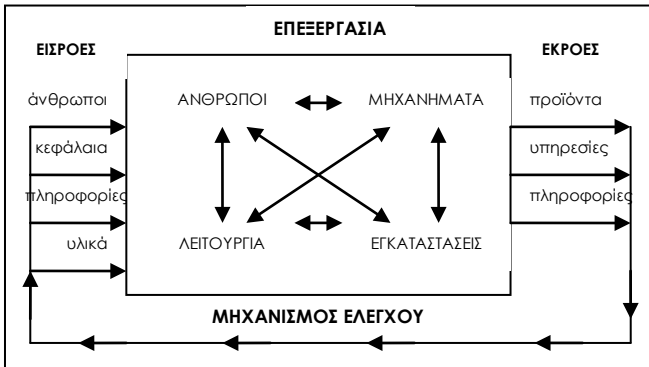 ΕΠΕΞΕΡΓΑΣΙΑ
ΕΙΣΡΟΕΣ
ΕΚΡΟΕΣ
άνθρωποι
ΑΝΘΡΩΠΟΙ
ΜΗΧΑΝΗΜΑΤΑ
προϊόντα
κεφάλαια
υπηρεσίες
πληροφορίες
πληροφορίες
υλικά
ΛΕΙΤΟΥΡΓΙΑ
ΕΓΚΑΤΑΣΤΑΣΕΙΣ
ΜΗΧΑΝΙΣΜΟΣ ΕΛΕΓΧΟΥ